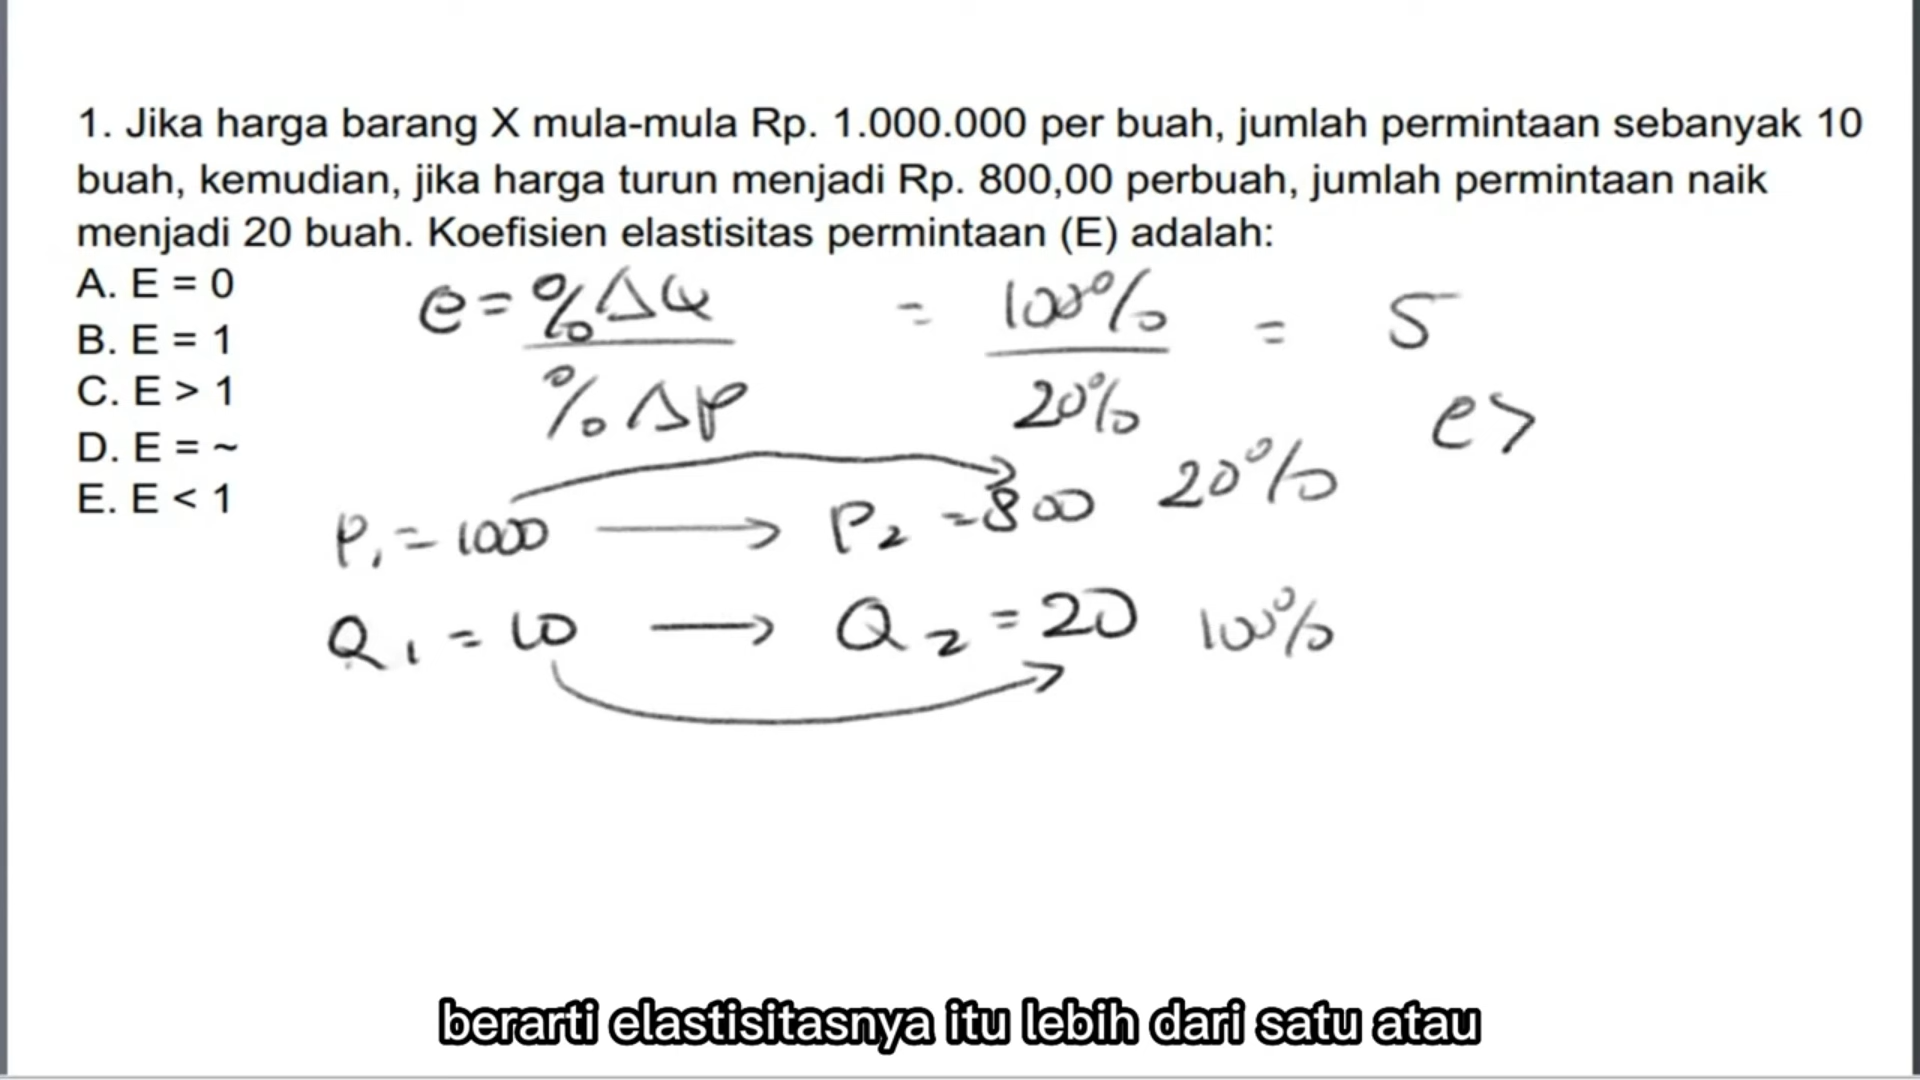 1. Jika harga barang X mula-mula Rp. 1.000.000 per buah, jumlah permintaan sebanyak 10
buah, kemudian, jika harga turun menjadi Rp. 800,00 perbuah, jumlah permintaan naik
menjadi 20 buah. Koefisien elastisitas permintaan (E) adalah:
A. E = 0
B. E = 1
C. E > 1
D. E = ~
E. E < 1
e = %ΔQ / %ΔP = 100% / 20% = 5
e >
P₁ = 1000 → P₂ = 800 20%
Q₁ = 10 → Q₂ = 20 100%
berarti elastisitasnya itu lebih dari satu atau